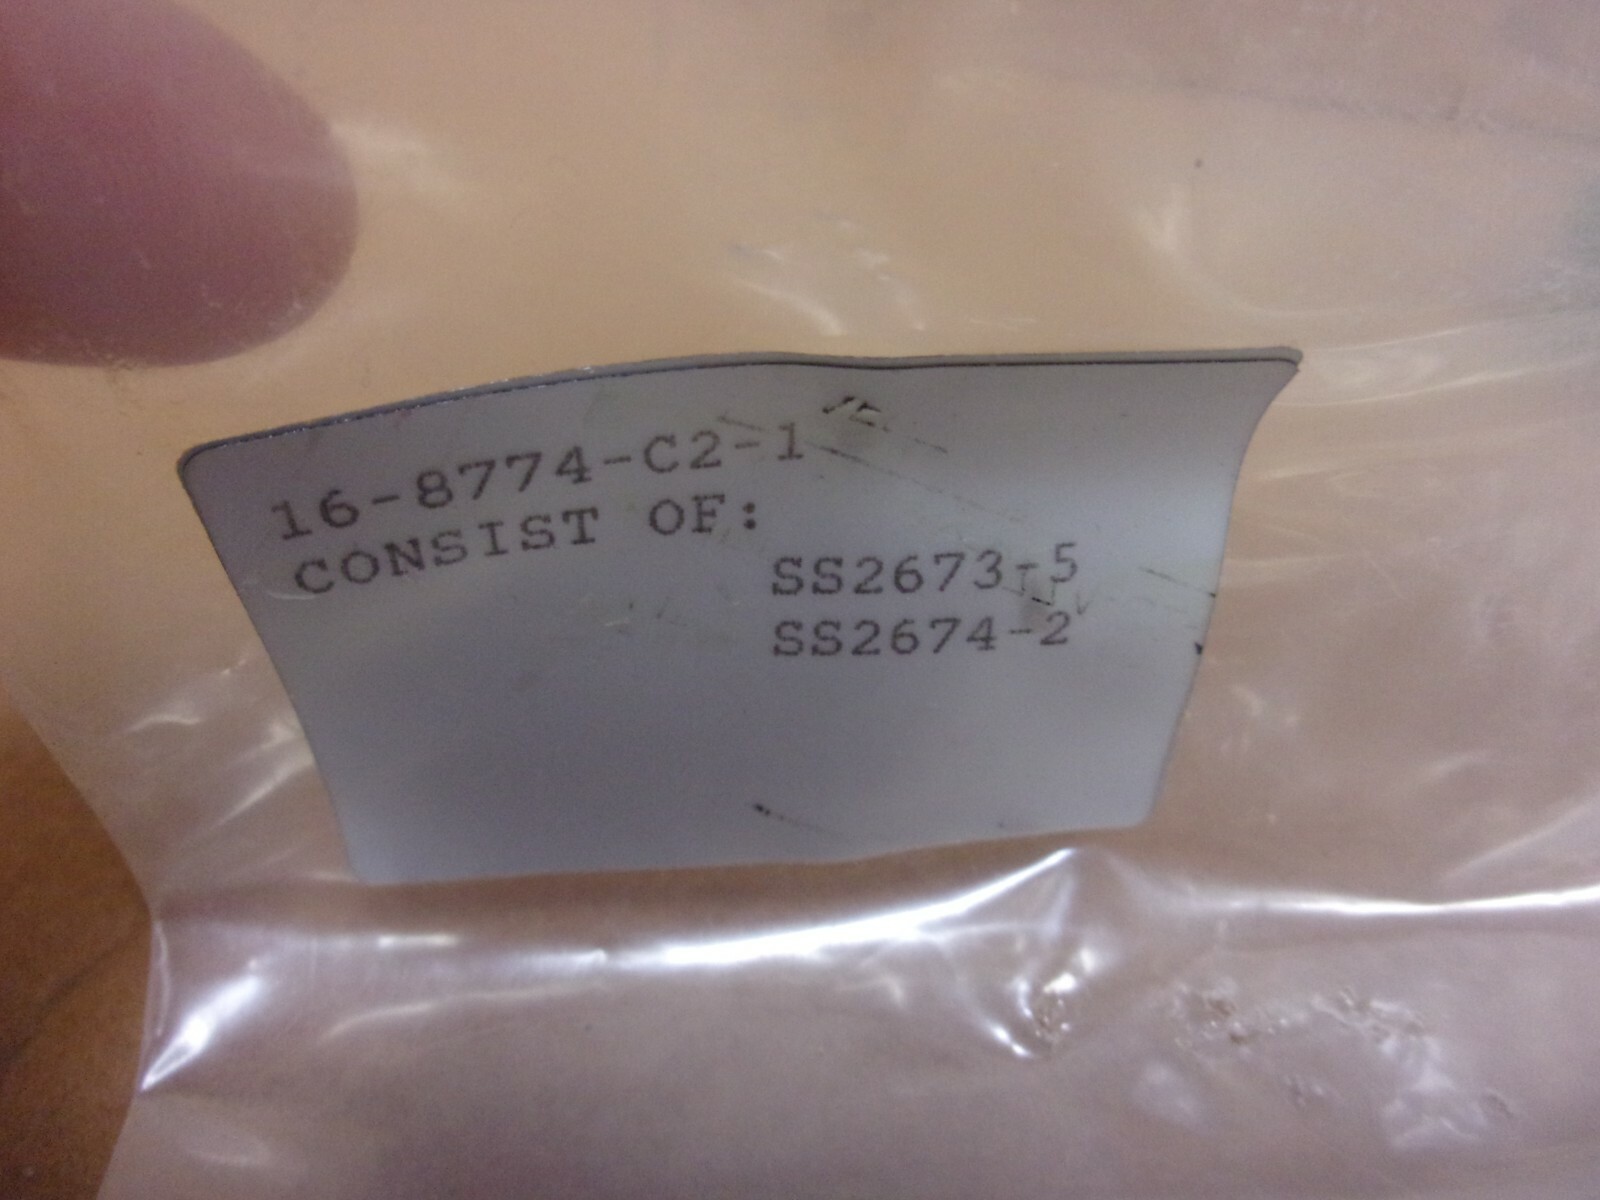 16-8774-C2-1
CONSIST OF:
SS2673-5
SS2674-2